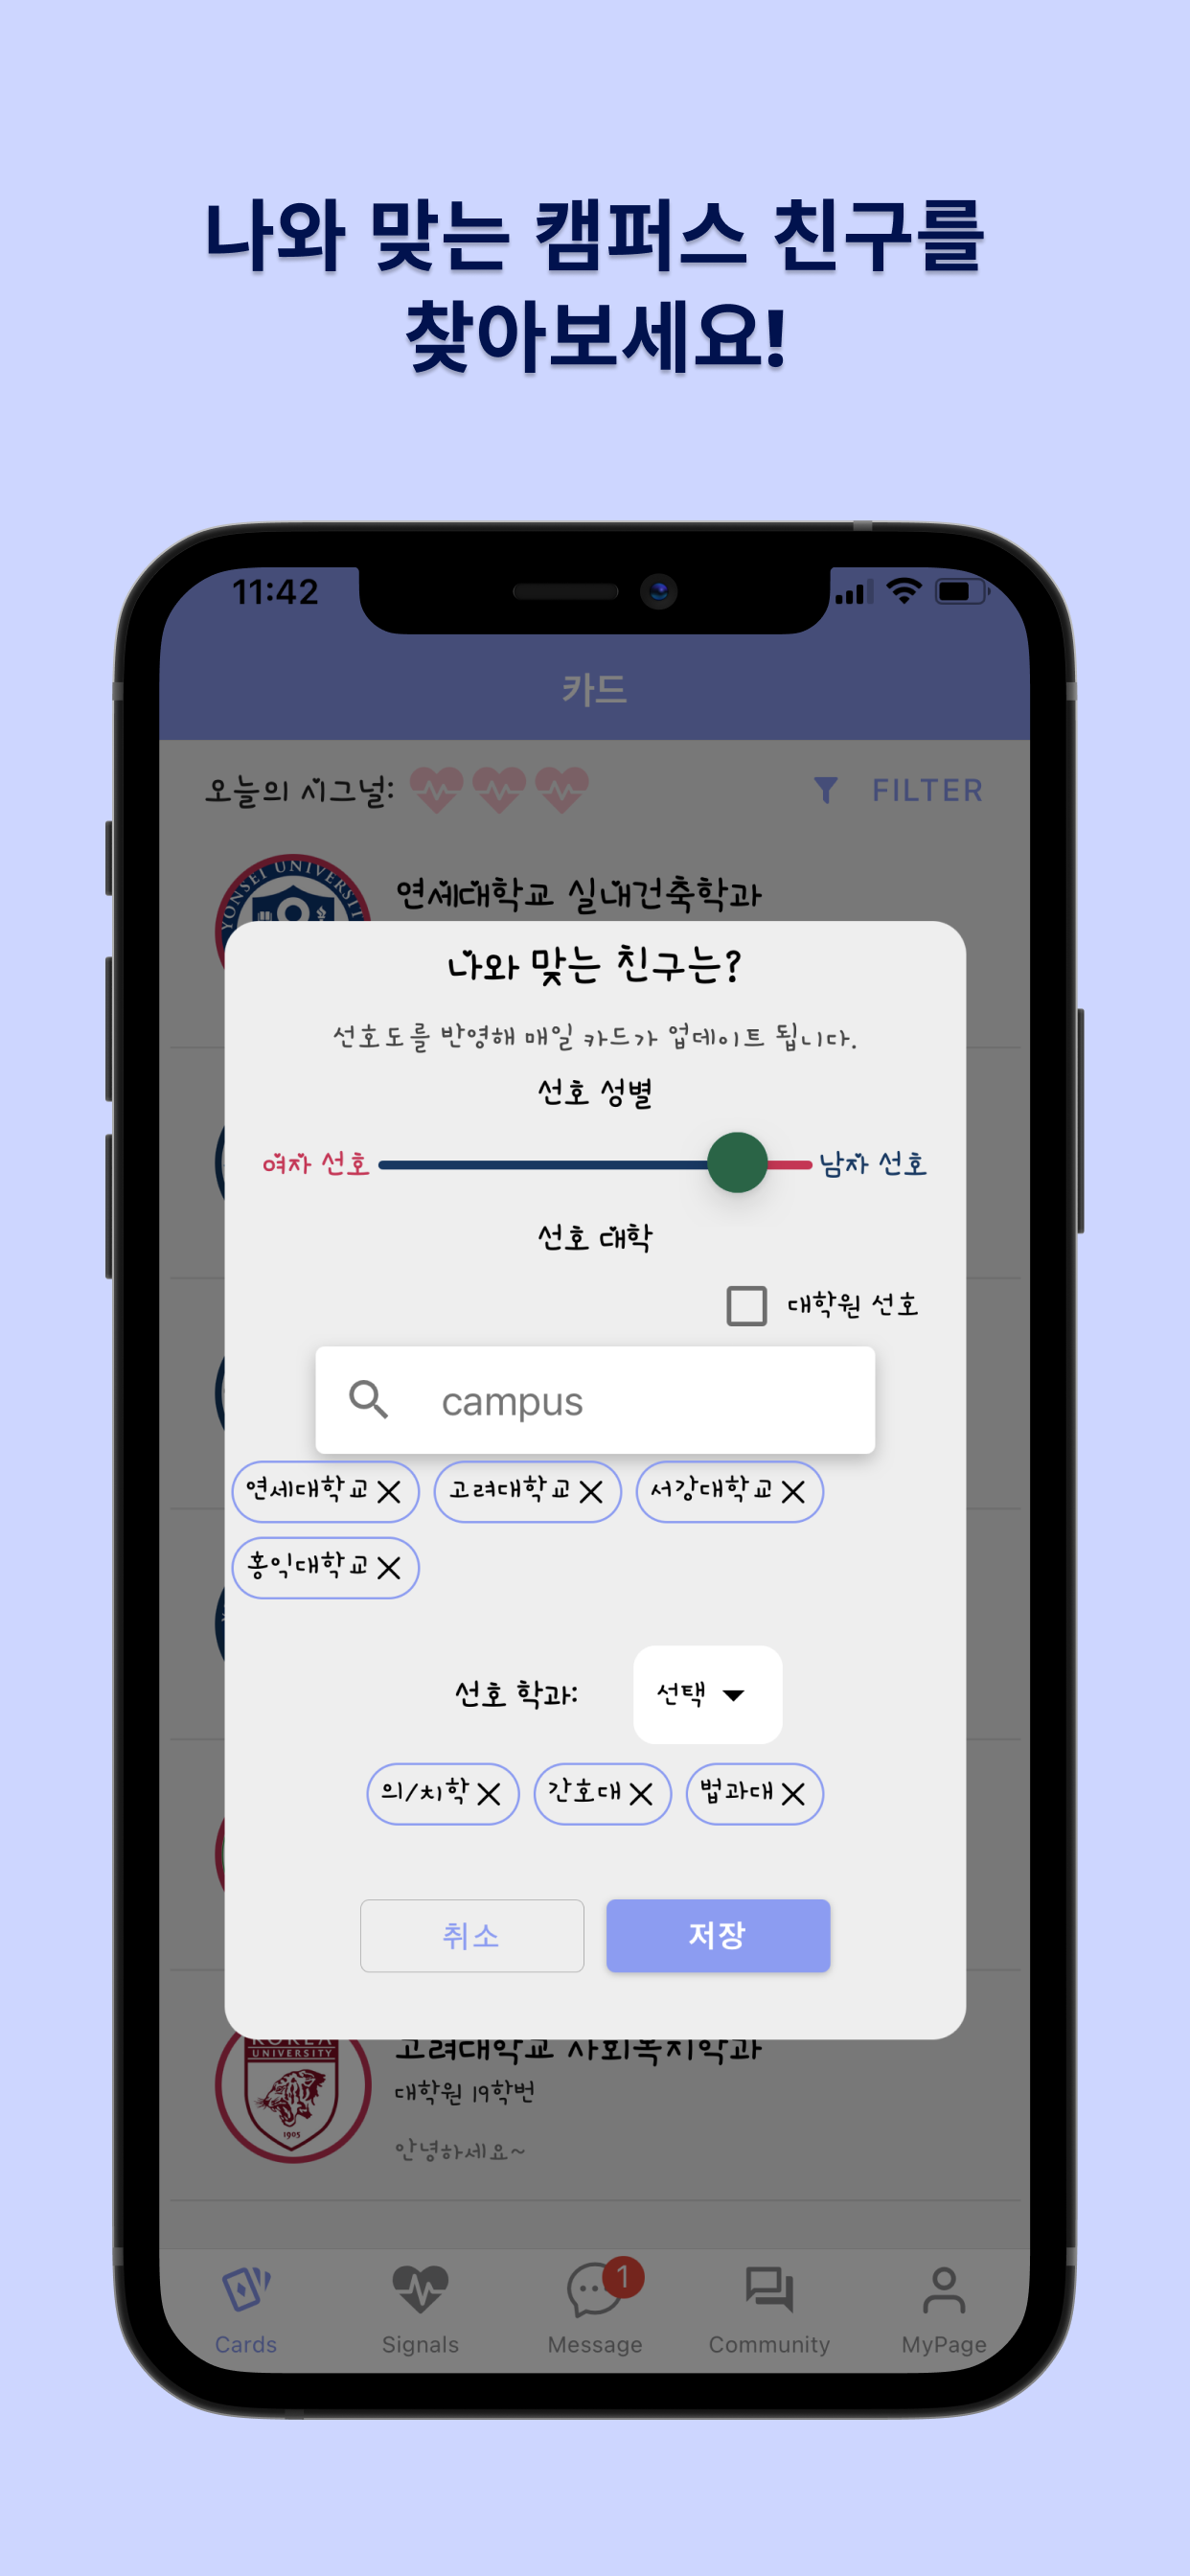 나와 맞는 캠퍼스 친구를
찾아보세요!
11:42
카드
오늘의 시그널: FILTER
YONSEI UNIVERSIT
연세대학교 실내건축학과
나와 맞는 친구는?
선호도를 반영해 매일 카드가 업데이트 됩니다.
선호 성별
여자 선호 남자 선호
선호 대학
대학원 선호
campus
연세대학교 고려대학교 서강대학교
홍익대학교
선호 학과: 선택
의/치학 간호대 법과대
취소 저장
KOREA
UNIVERSITY
1905
고려대학교 사회복지학과
대학원 19학번
안녕하세요~
1
Cards Signals Message Community MyPage